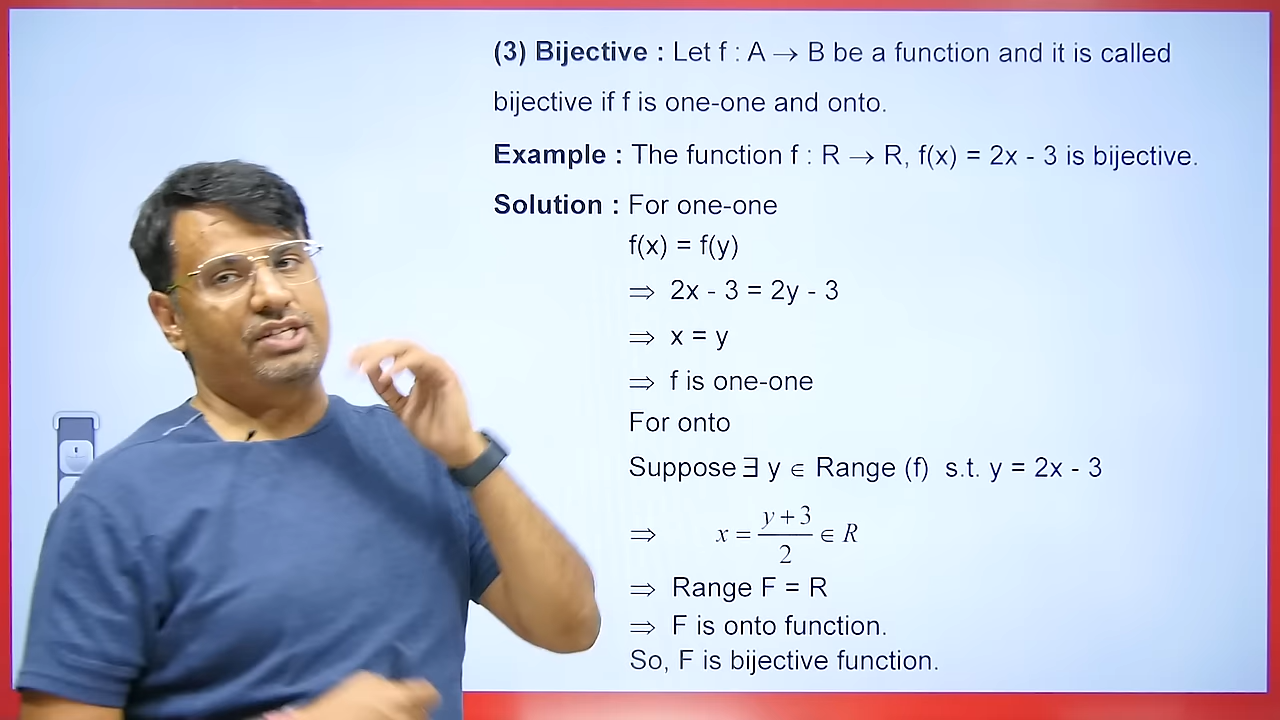 (3) Bijective : Let f : A → B be a function and it is called
bijective if f is one-one and onto.
Example : The function f : R → R, f(x) = 2x - 3 is bijective.
Solution : For one-one
f(x) = f(y)
⇒ 2x - 3 = 2y - 3
⇒ x = y
⇒ f is one-one
For onto
Suppose ∃ y ∈ Range (f) s.t. y = 2x - 3
⇒ x = (y+3)/2 ∈ R
⇒ Range F = R
⇒ F is onto function.
So, F is bijective function.